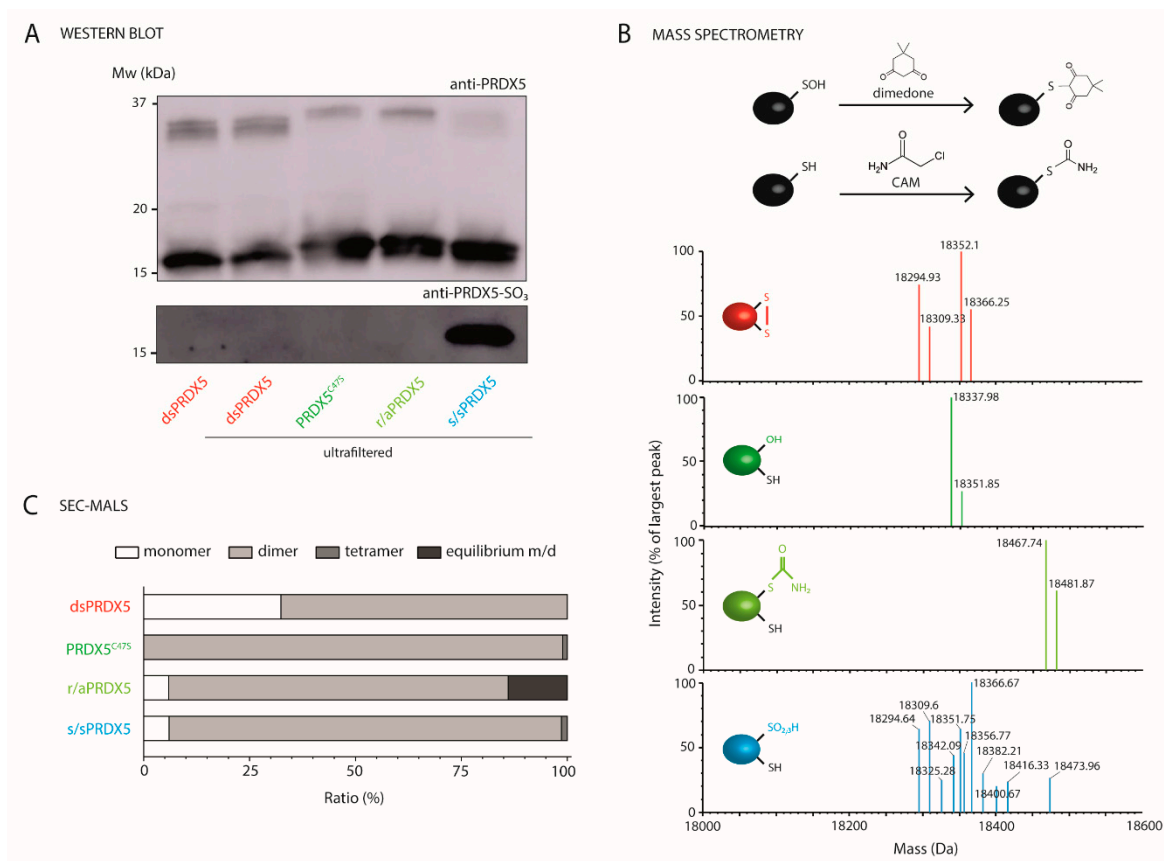 A WESTERN BLOT
Mw (kDa)
anti-PRDX5
37
20
15
anti-PRDX5-SO₃
15
dsPRDX5
dsPRDX5
PRDX5ᶜ⁴⁷ˢ
r/aPRDX5
s/sPRDX5
ultrafiltered
C SEC-MALS
monomer dimer tetramer equilibrium m/d
dsPRDX5
PRDX5ᶜ⁴⁷ˢ
r/aPRDX5
s/sPRDX5
0 25 50 75 100
Ratio (%)
B MASS SPECTROMETRY
O O
SOH
dimedone
S O O
SH
O
H₂N Cl
CAM
S O NH₂
Intensity (% of largest peak)
100
50
0
S
S
18294.93
18309.33
18352.1
18366.25
100
50
0
OH
SH
18337.98
18351.85
100
50
0
O
S NH₂
SH
18467.74
18481.87
100
50
0
SO₂,₃H
SH
18294.64
18309.6
18325.28
18342.09
18351.75
18356.77
18366.67
18382.21
18400.67
18416.33
18473.96
18000 18200 18400 18600
Mass (Da)